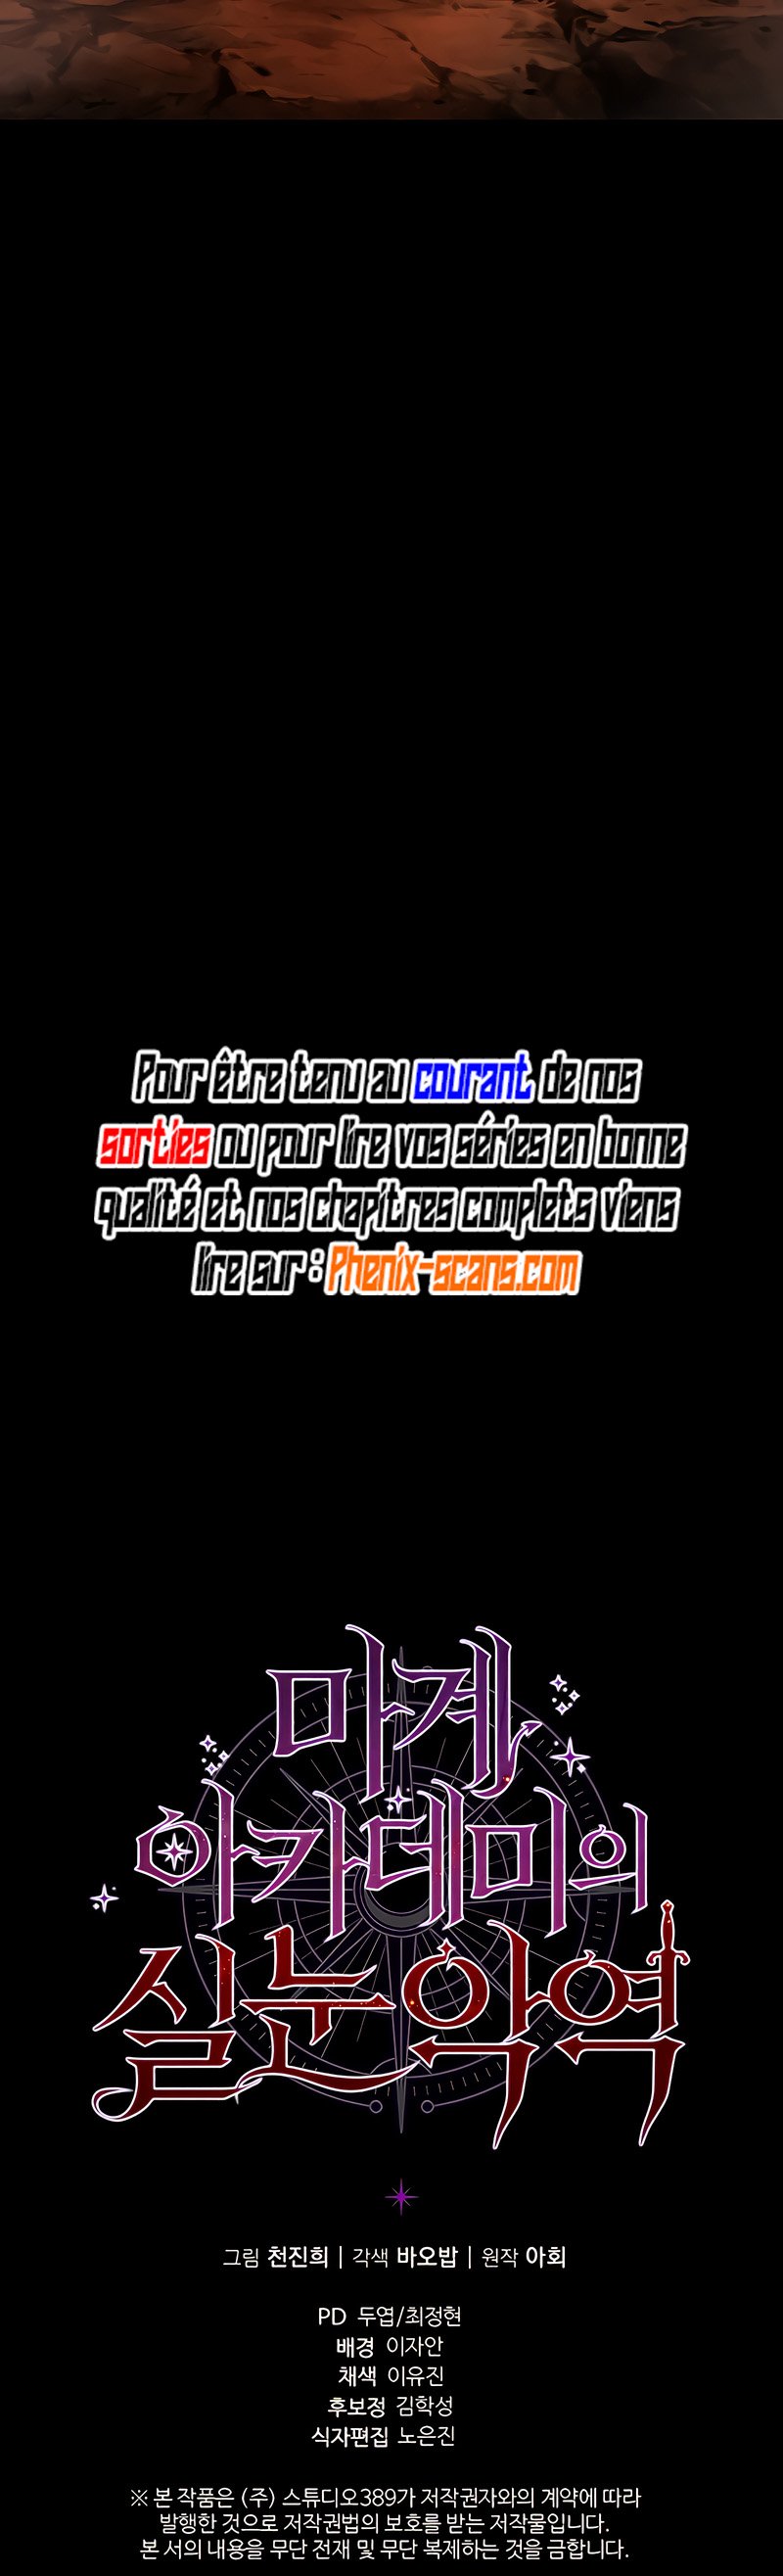 Pour être tenu au courant de nos
sorties ou pour lire vos séries en bonne
qualité et nos chapitres complets viens
lire sur : Phenix-scans.com
마계
아카데미의
실눈악역
그림 천진희 | 각색 바오밥 | 원작 아회
PD 두엽/최정현
배경 이자안
채색 이유진
후보정 김학성
식자편집 노은진
※ 본 작품은 (주) 스튜디오389가 저작권자와의 계약에 따라
발행한 것으로 저작권법의 보호를 받는 저작물입니다.
본 서의 내용을 무단 전재 및 무단 복제하는 것을 금합니다.